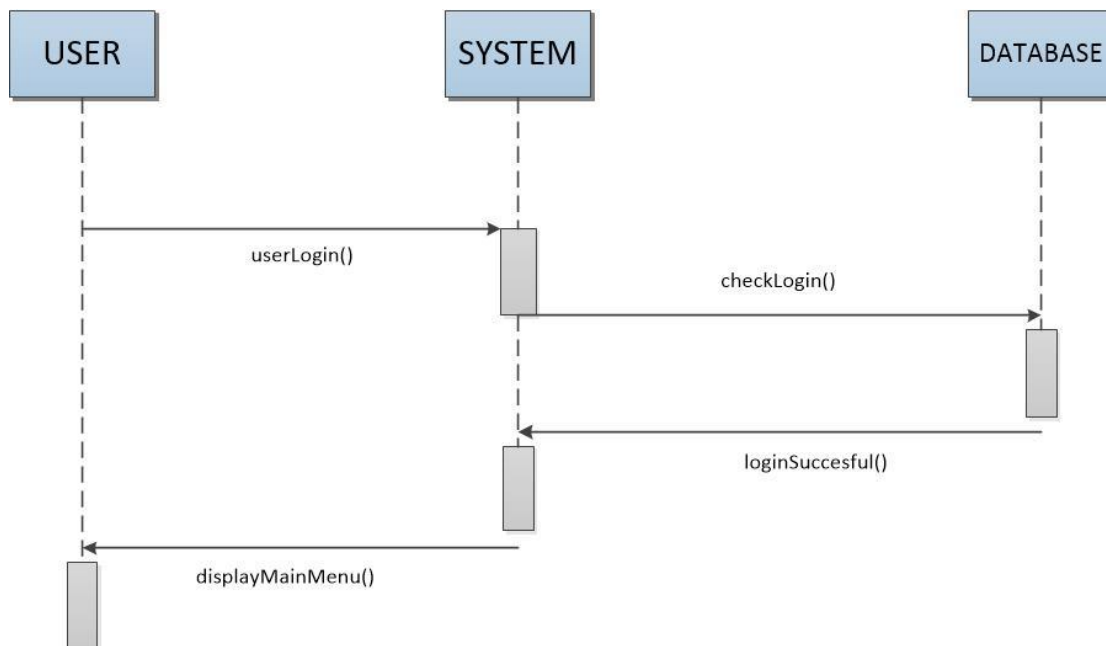 USER
SYSTEM
DATABASE
userLogin()
checkLogin()
loginSuccesful()
displayMainMenu()